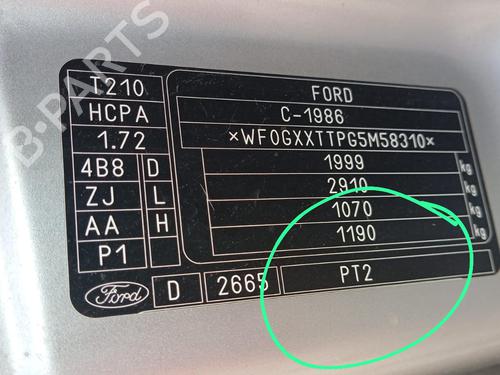 B-PARTS
T210
HCPA
1.72
4B8 D
ZJ L
AA H
P1
FORD
C-1986
×WF0GXXTTPG5M58310×
1999 kg
2910 kg
1070 kg
1190 kg
Ford D 2665 PT2